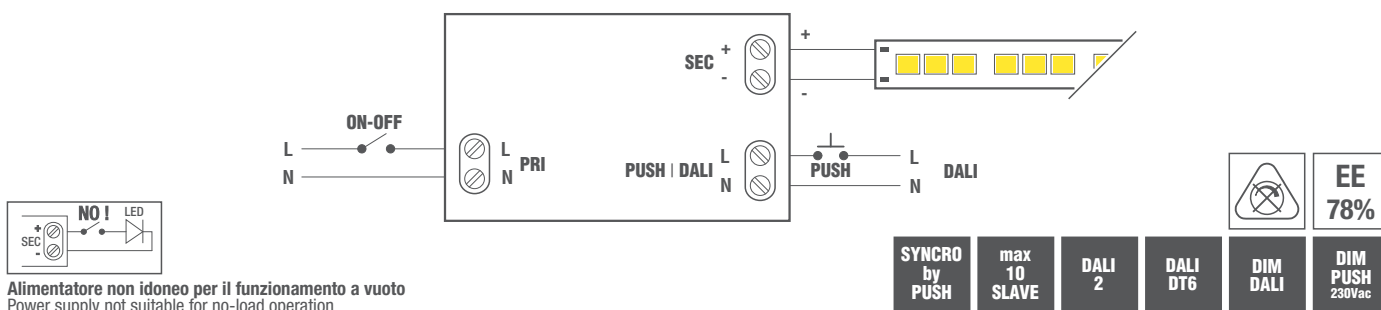 SEC + -
+
-
ON-OFF
L
N
L
N
PRI
PUSH | DALI
L
N
PUSH
L
N
DALI
NO !
LED
SEC
+
-
Alimentatore non idoneo per il funzionamento a vuoto
Power supply not suitable for no-load operation
EE
78%
SYNCRO
by
PUSH
max
10
SLAVE
DALI
2
DALI
DT6
DIM
DALI
DIM
PUSH
230Vac